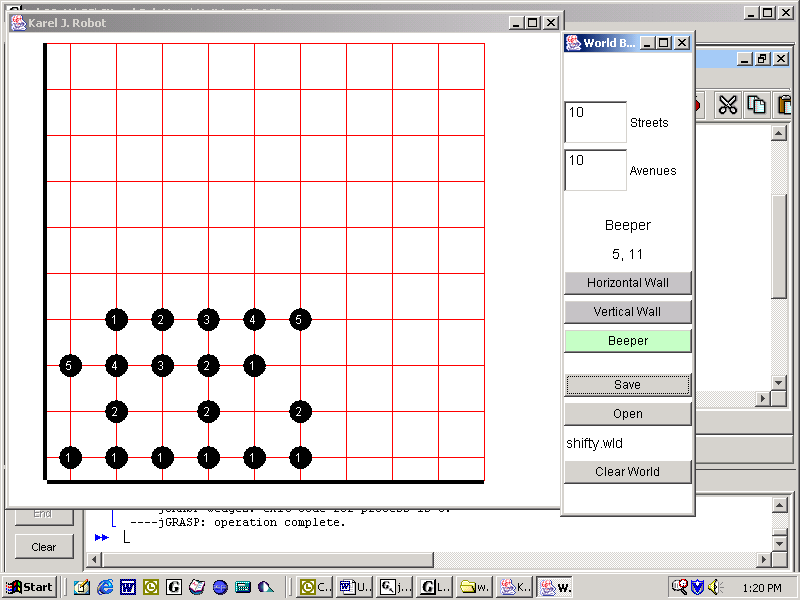 Karel J. Robot
World B...
10
Streets
10
Avenues
Beeper
5, 11
Horizontal Wall
Vertical Wall
Beeper
Save
Open
shifty.wld
Clear World
1 2 3 4 5
5 4 3 2 1
2 2 2
1 1 1 1 1 1
End
Clear
----jGRASP: operation complete.
Start
C..
U..
j...
L..
w.
K..
W.
1:20 PM